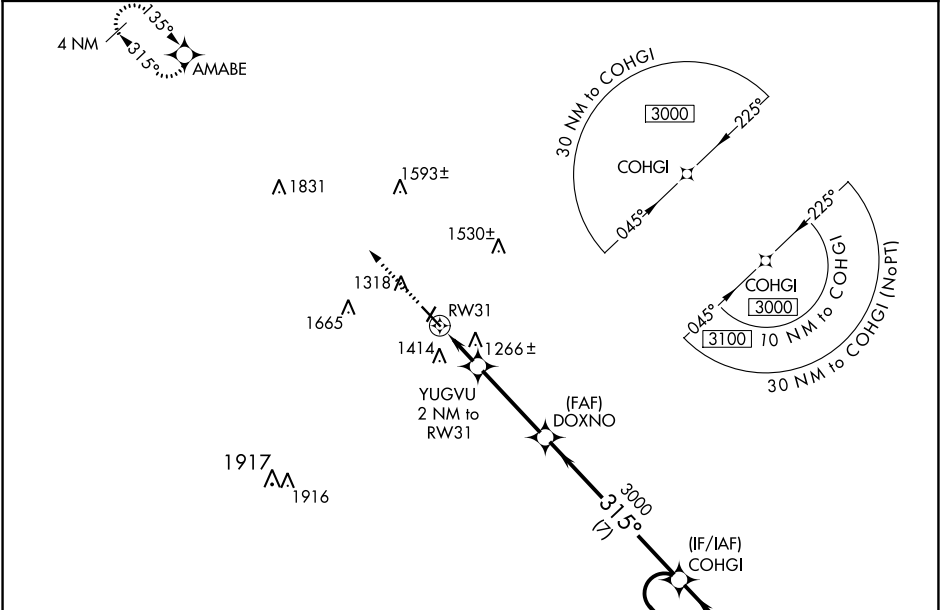 135°
4 NM
315°
AMABE
30 NM to COHGI
3000
225°
COHGI
045°
1831
1593±
1530±
225°
COHGI
3000
045°
3100
10 NM to COHGI
30 NM to COHGI (NoPT)
1318
RW31
1665
1414
1266±
YUGVU
2 NM to
RW31
(FAF)
DOXNO
1917
1916
3000
315°
(7)
(IF/IAF)
COHGI